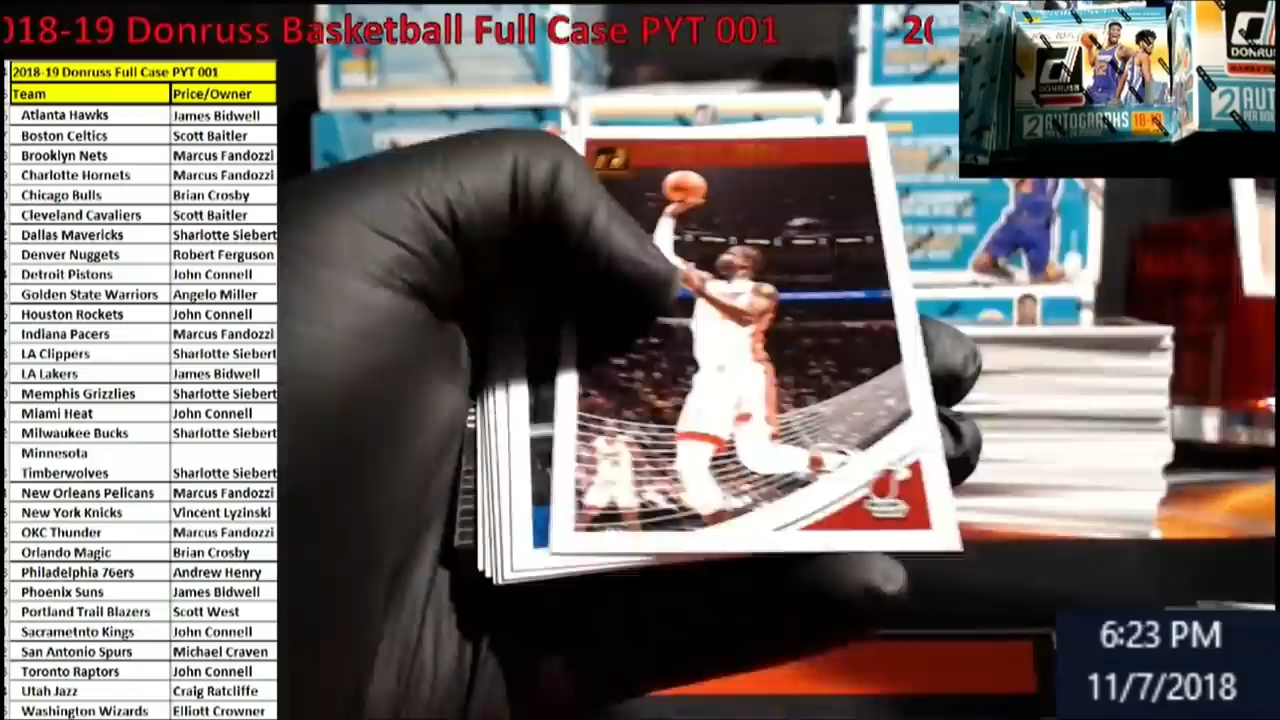 018-19 Donruss Basketball Full Case PYT 001
2018-19 Donruss Full Case PYT 001
Team Price/Owner
Atlanta Hawks James Bidwell
Boston Celtics Scott Baitler
Brooklyn Nets Marcus Fandozzi
Charlotte Hornets Marcus Fandozzi
Chicago Bulls Brian Crosby
Cleveland Cavaliers Scott Baitler
Dallas Mavericks Sharlotte Siebert
Denver Nuggets Robert Ferguson
Detroit Pistons John Connell
Golden State Warriors Angelo Miller
Houston Rockets John Connell
Indiana Pacers Marcus Fandozzi
LA Clippers Sharlotte Siebert
LA Lakers James Bidwell
Memphis Grizzlies Sharlotte Siebert
Miami Heat John Connell
Milwaukee Bucks Sharlotte Siebert
Minnesota
Timberwolves Sharlotte Siebert
New Orleans Pelicans Marcus Fandozzi
New York Knicks Vincent Lyzinski
OKC Thunder Marcus Fandozzi
Orlando Magic Brian Crosby
Philadelphia 76ers Andrew Henry
Phoenix Suns James Bidwell
Portland Trail Blazers Scott West
Sacrametnto Kings John Connell
San Antonio Spurs Michael Craven
Toronto Raptors John Connell
Utah Jazz Craig Ratcliffe
Washington Wizards Elliott Crowner
20
DONRUSS
2 AUTOGRAPHS 18-19
DONRUSS
2 AUT
6:23 PM
11/7/2018